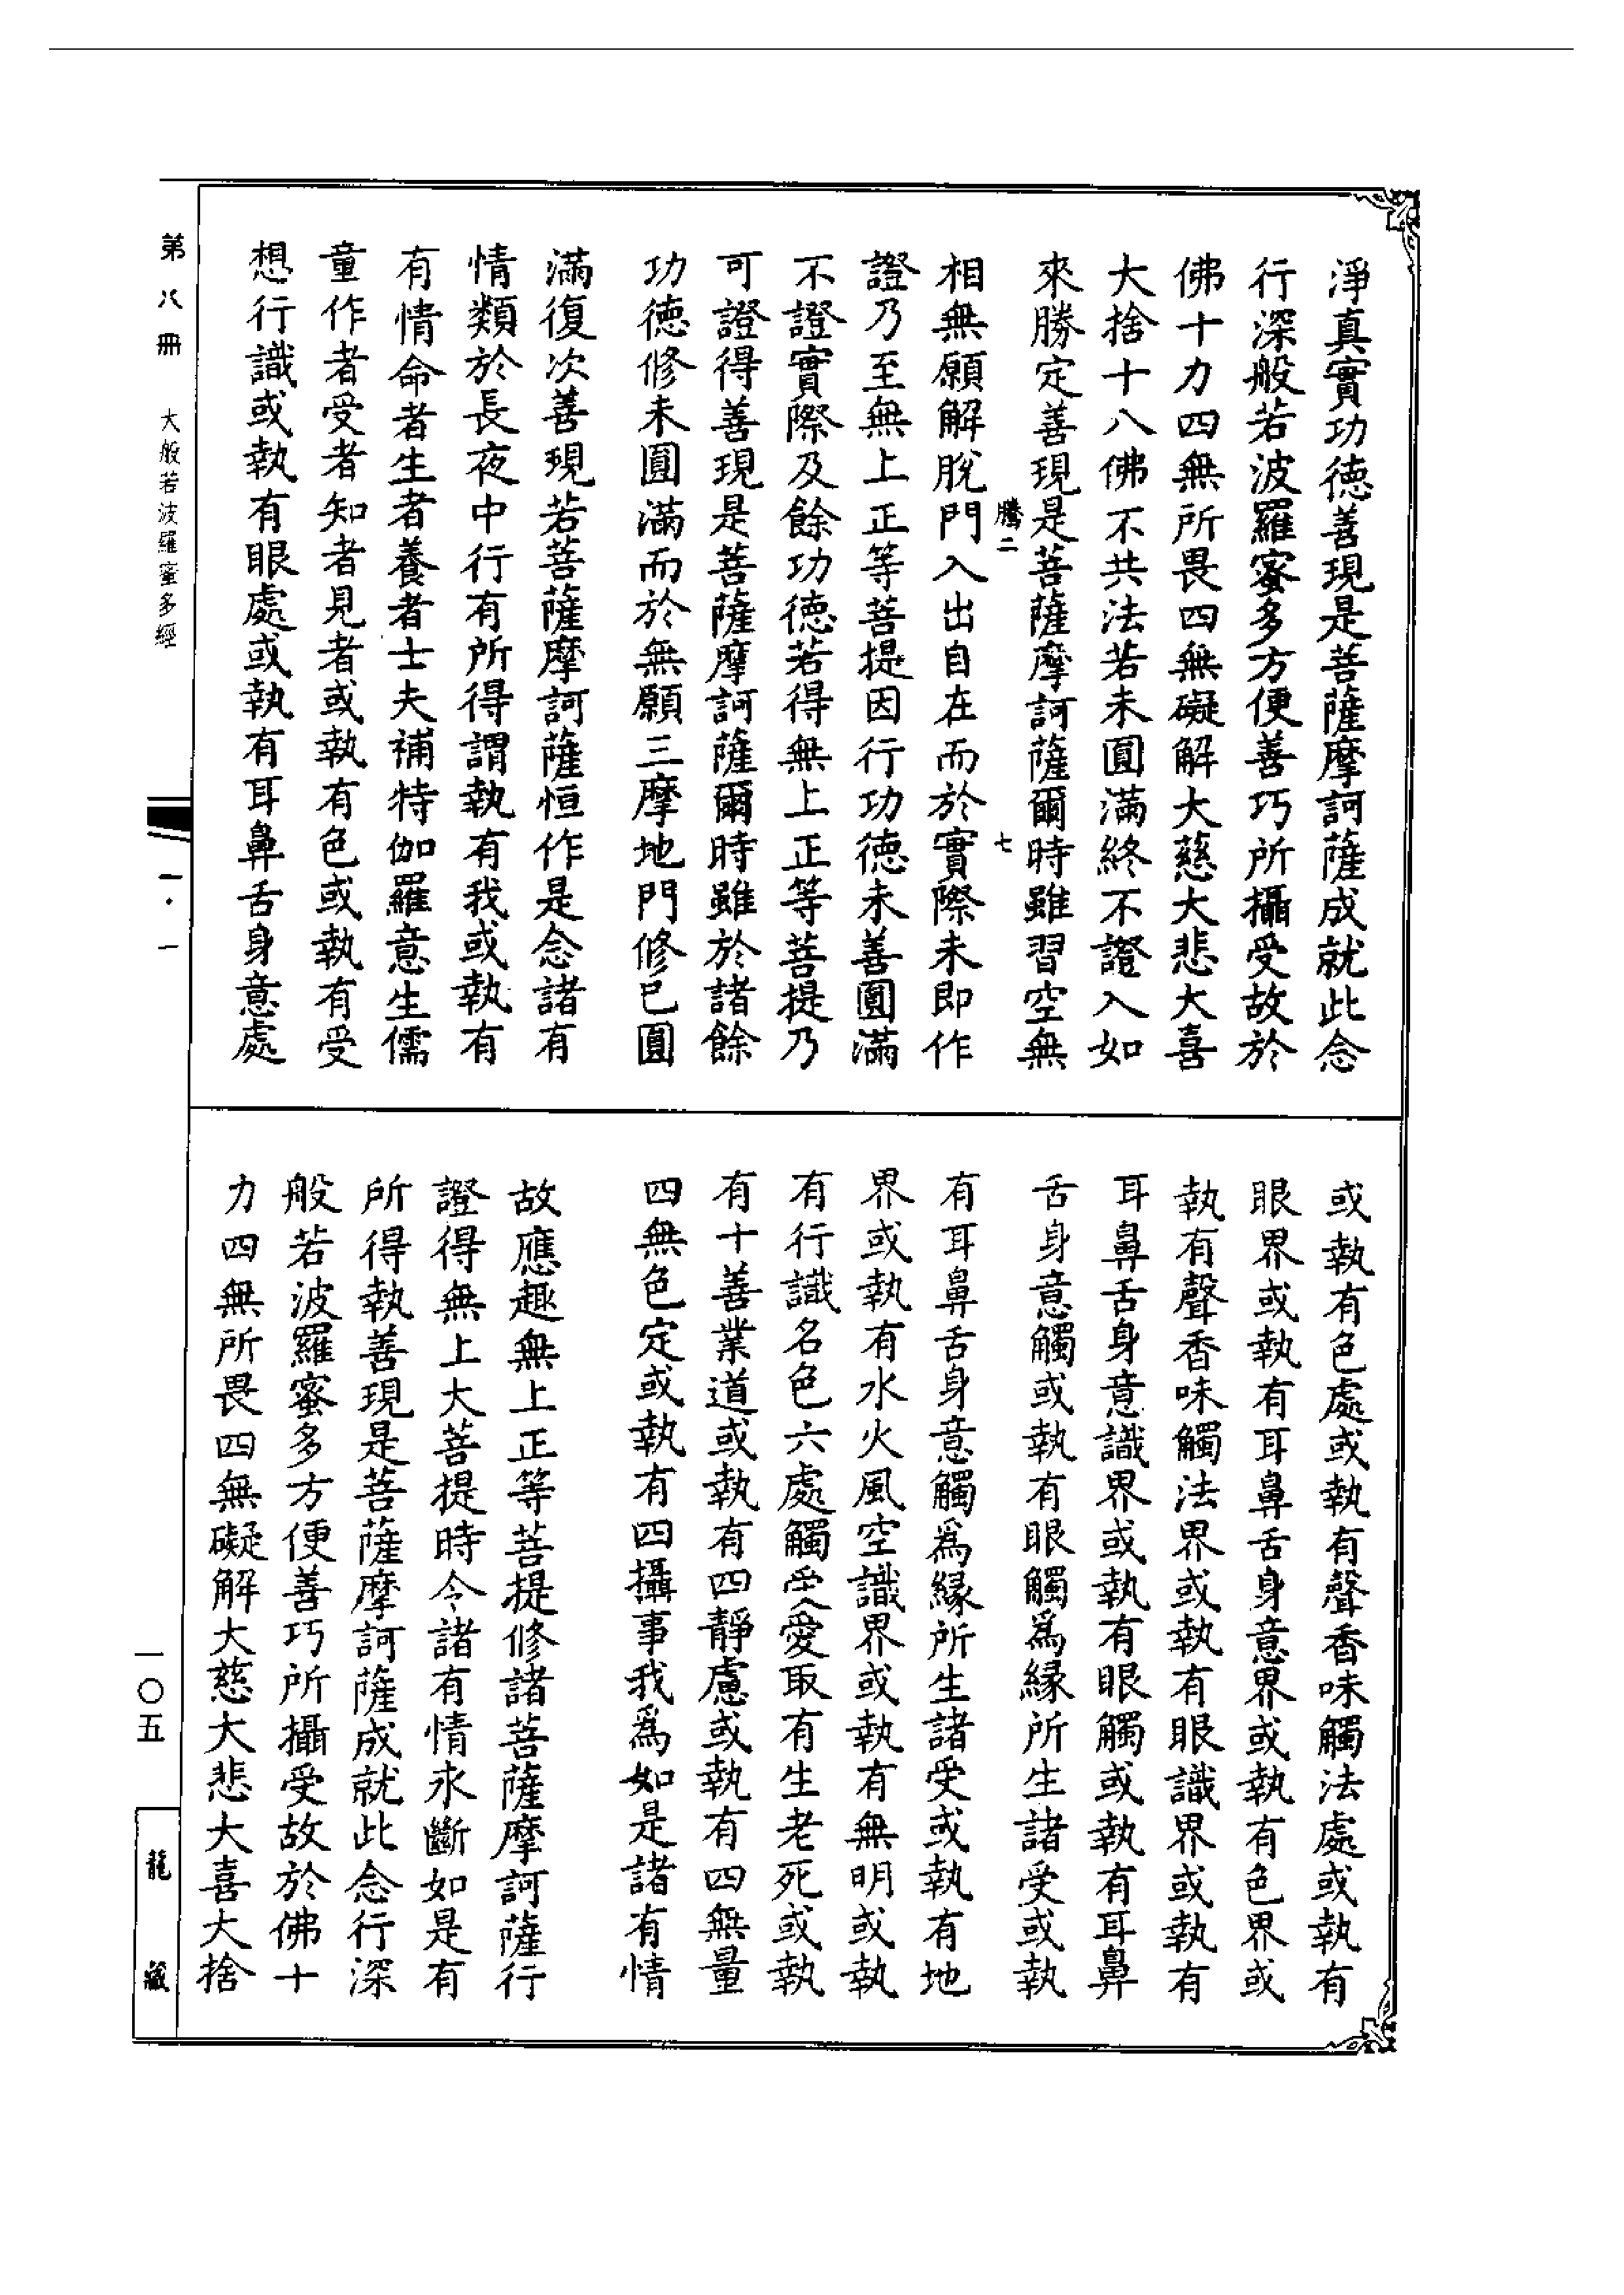 淨真實功德善現是菩薩摩訶薩成就此念
行深般若波羅蜜多方便善巧所攝受故於
佛十力四無所畏四無礙解大慈大悲大喜
大捨十八佛不共法若未圓滿終不證入如
來勝定善現是菩薩摩訶薩爾時雖習空無
騰二
七
相無願解脫門入出自在而於實際未即作
證乃至無上正等菩提因行功德未善圓滿
不證實際及餘功德若得無上正等菩提乃
可證得善現是菩薩摩訶薩爾時雖於諸餘
功德修未圓滿而於無願三摩地門修已圓
滿復次善現若菩薩摩訶薩恒作是念諸有
情類於長夜中行有所得謂執有我或執有
有情命者生者養者士夫補特伽羅意生儒
童作者受者知者見者或執有色或執有受
想行識或執有眼處或執有耳鼻舌身意處
或執有色處或執有聲香味觸法處或執有
眼界或執有耳鼻舌身意界或執有色界或
執有聲香味觸法界或執有眼識界或執有
耳鼻舌身意識界或執有眼觸或執有耳鼻
舌身意觸或執有眼觸為緣所生諸受或執
有耳鼻舌身意觸為緣所生諸受或執有地
界或執有水火風空識界或執有無明或執
有行識名色六處觸受愛取有生老死或執
有十善業道或執有四靜慮或執有四無量
四無色定或執有四攝事我為如是諸有情
故應趣無上正等菩提修諸菩薩摩訶薩行
證得無上大菩提時令諸有情永斷如是有
所得執善現是菩薩摩訶薩成就此念行深
般若波羅蜜多方便善巧所攝受故於佛十
力四無所畏四無礙解大慈大悲大喜大捨
第八冊　大般若波羅蜜多經
一·一
一〇五
龍藏